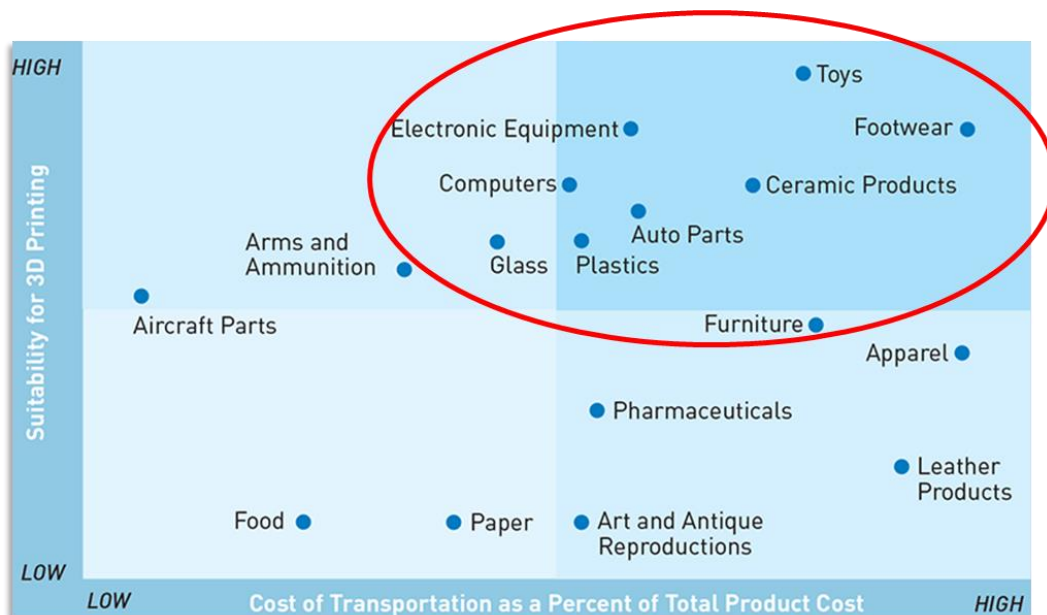 HIGH
Toys
Electronic Equipment
Footwear
Computers
Ceramic Products
Auto Parts
Arms and
Ammunition
Glass
Plastics
Aircraft Parts
Furniture
Apparel
Pharmaceuticals
Leather
Products
Food
Paper
Art and Antique
Reproductions
Suitability for 3D Printing
LOW
LOW
Cost of Transportation as a Percent of Total Product Cost
HIGH